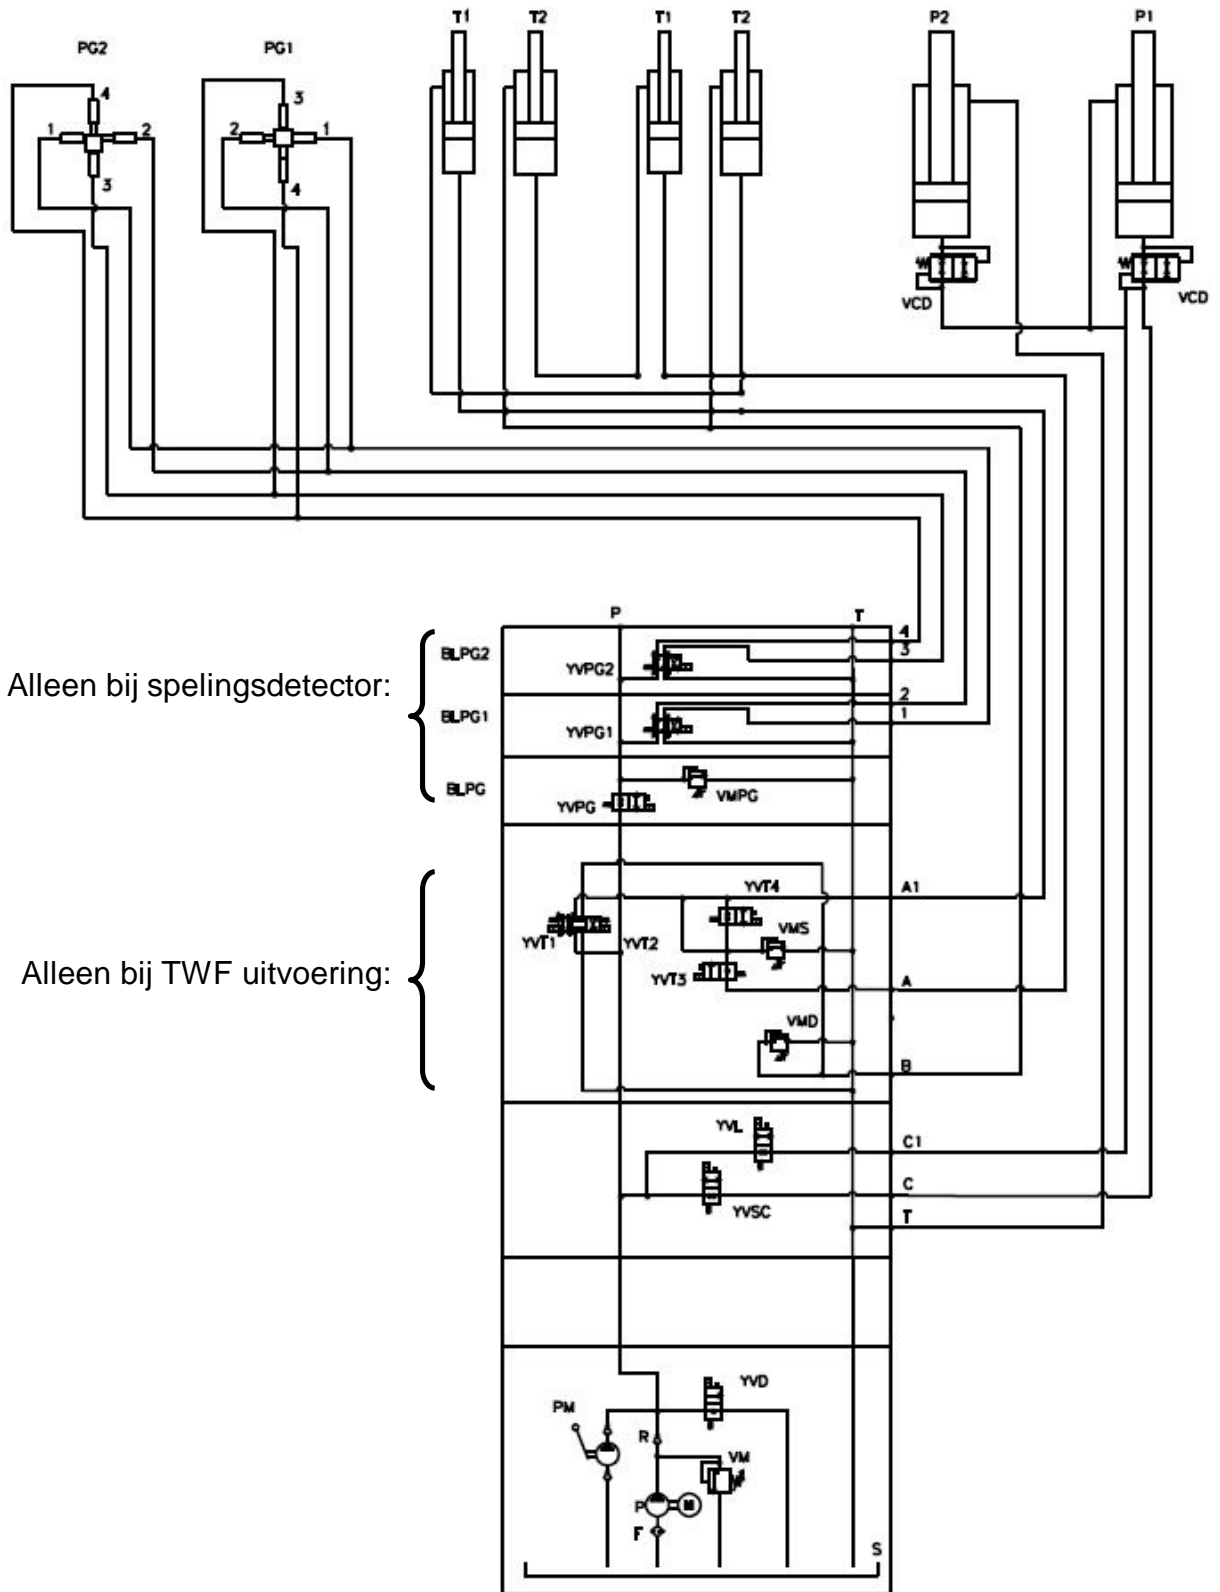 T1 T2 T1 T2 P2 P1
PG2 PG1
4 3
1 2 2 1
3 4
VCD VCD
P T
4
BLPG2 YVPG2 3
Alleen bij spelingsdetector:
2
BLPG1 YVPG1 1
BLPG YVPG VMPG
YVT4 A1
YVT1 YVT2 VMS
Alleen bij TWF uitvoering: YVT3 A
VMD
B
YVL C1
C
YVSC T
YVD
PM
R VM
P M
F S